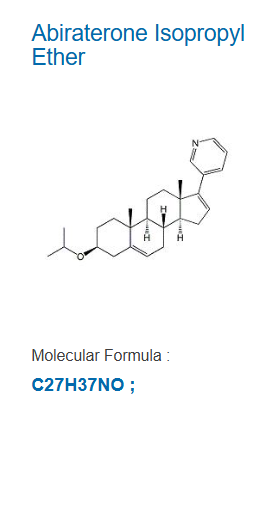 Abiraterone Isopropyl
Ether
N
H
H
H
O
Molecular Formula :
C27H37NO ;